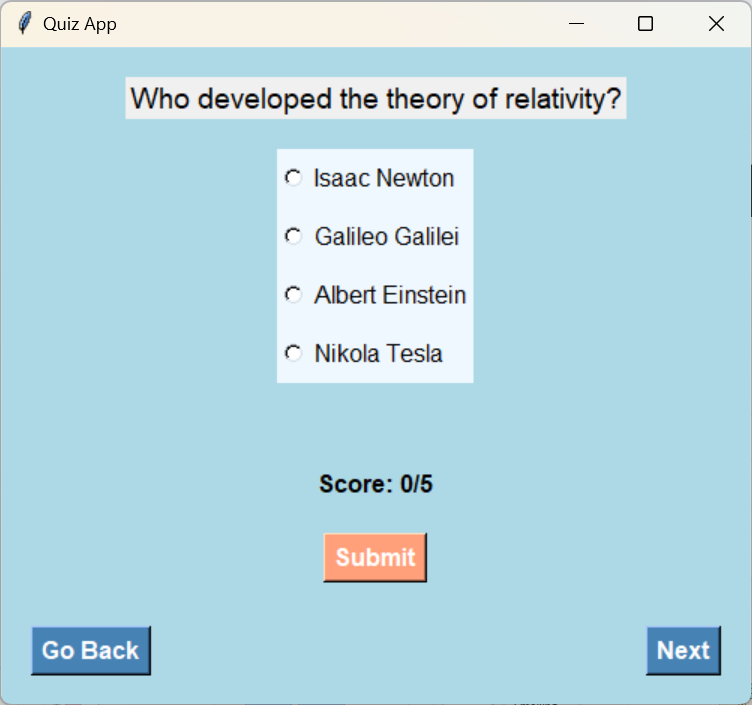 Quiz App
Who developed the theory of relativity?
Isaac Newton
Galileo Galilei
Albert Einstein
Nikola Tesla
Score: 0/5
Submit
Go Back
Next